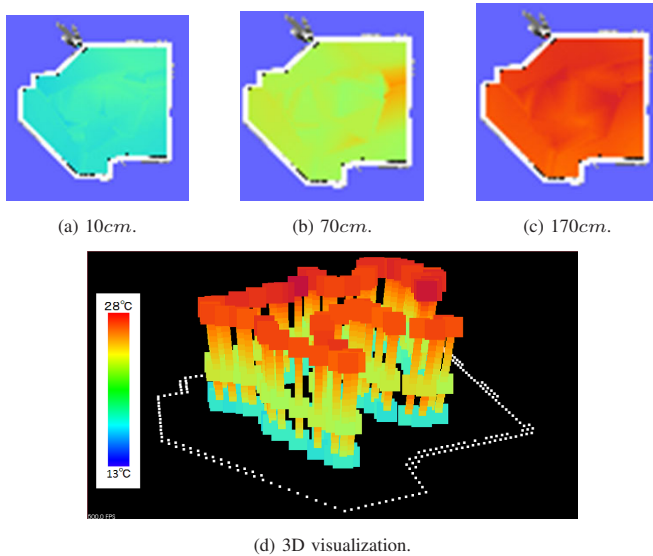 (a) 10cm.
(b) 70cm.
(c) 170cm.
28°C
13°C
500.0 FPS
(d) 3D visualization.